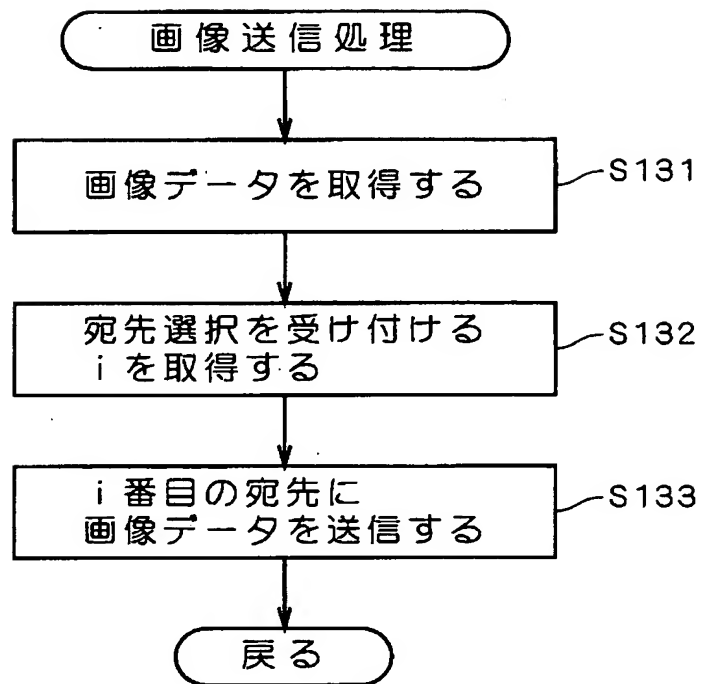 画像送信処理
画像データを取得する
S131
宛先選択を受け付ける
iを取得する
S132
i番目の宛先に
画像データを送信する
S133
戻る